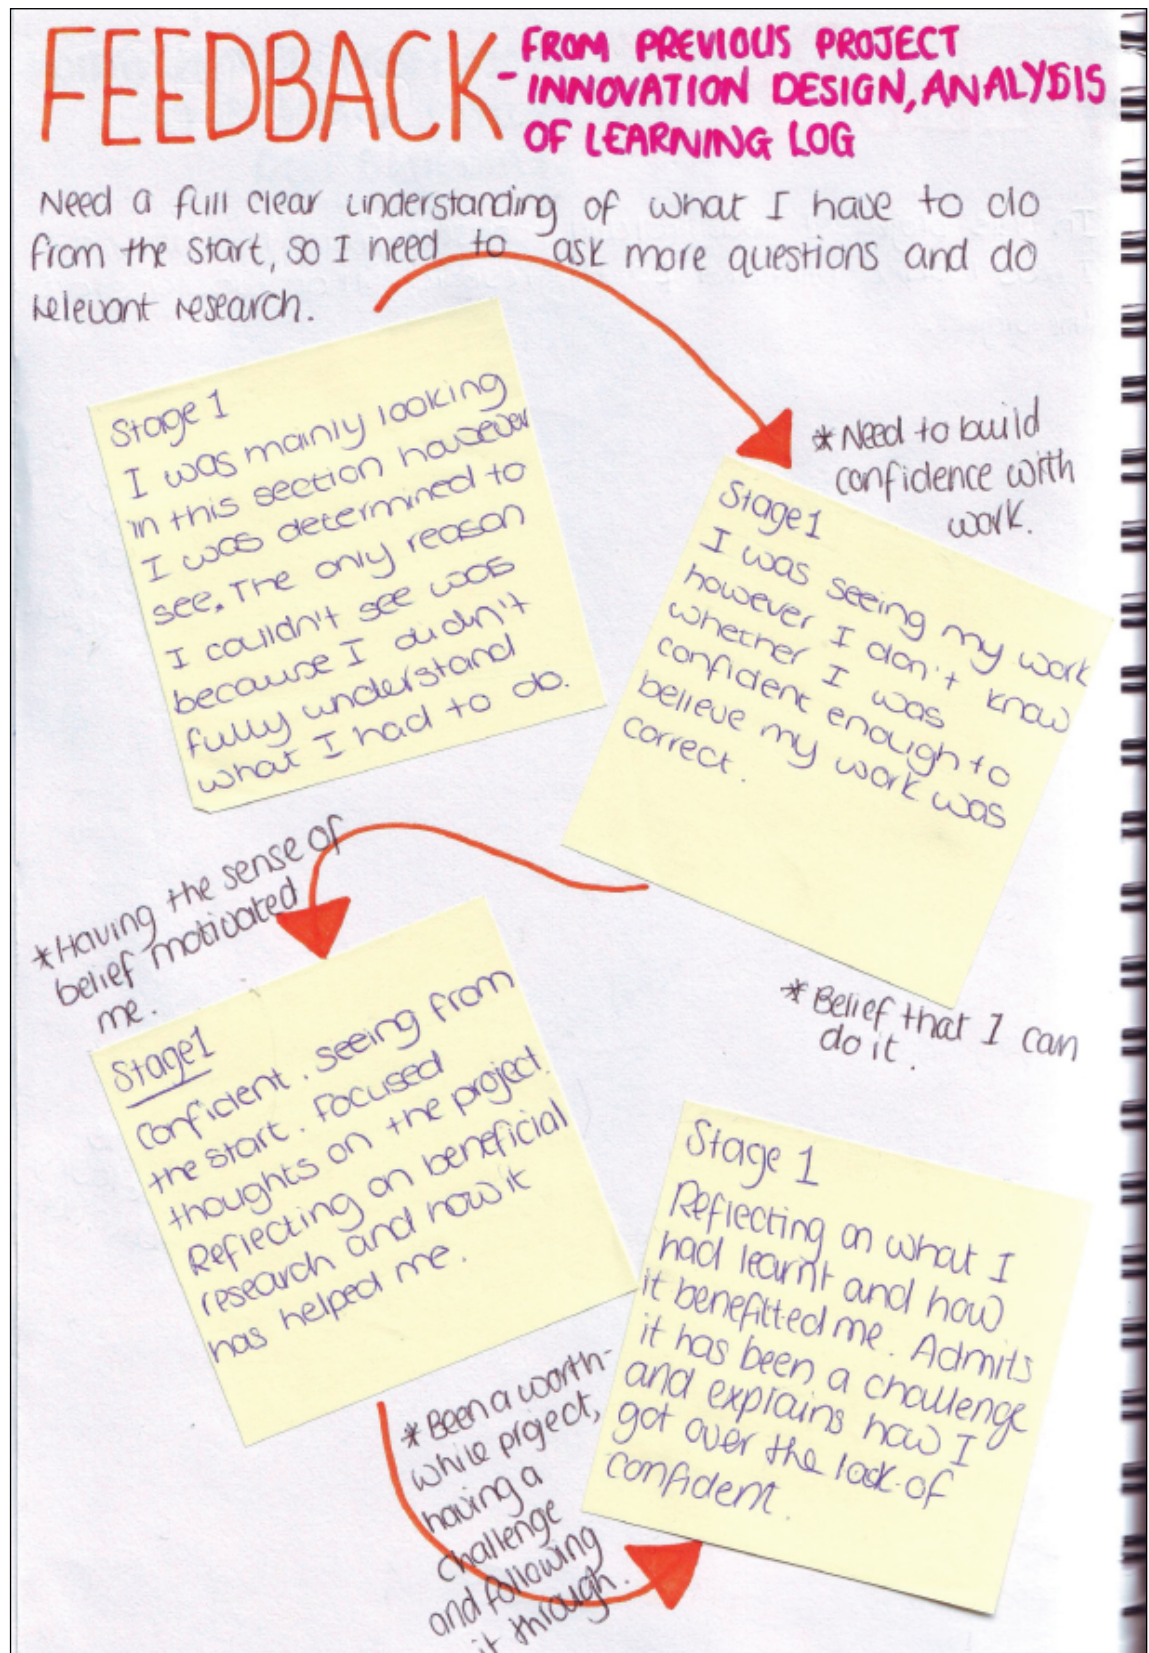 FEEDBACK - FROM PREVIOUS PROJECT
INNOVATION DESIGN, ANALYSIS
OF LEARNING LOG
Need a full clear understanding of what I have to do
from the start, so I need to ask more questions and do
relevant research.
Stage 1
I was mainly looking
in this section however
I was determined to
see. The only reason
I couldn't see was
because I didn't
fully understand
what I had to do.
* Need to build
confidence with
work.
Stage 1
I was seeing my work
however I don't know
whether I was
confident enough to
believe my work was
correct.
* Having the sense of
belief motivated
me.
* Belief that I can
do it.
Stage 1
Confident. Seeing from
the start. Focused
thoughts on the project.
Reflecting on beneficial
research and how it
has helped me.
Stage 1
Reflecting on what I
had learnt and how
it benefitted me. Admits
it has been a challenge
and explains how I
got over the lack of
confident.
* Been a worth-
while project,
having a
challenge
and following
it through.